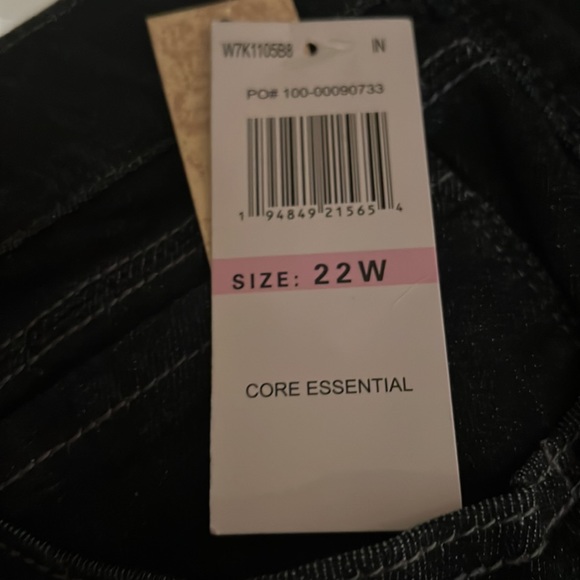 W7K1105B8 IN
PO# 100-00090733
1 94849 21565 4
SIZE: 22W
CORE ESSENTIAL